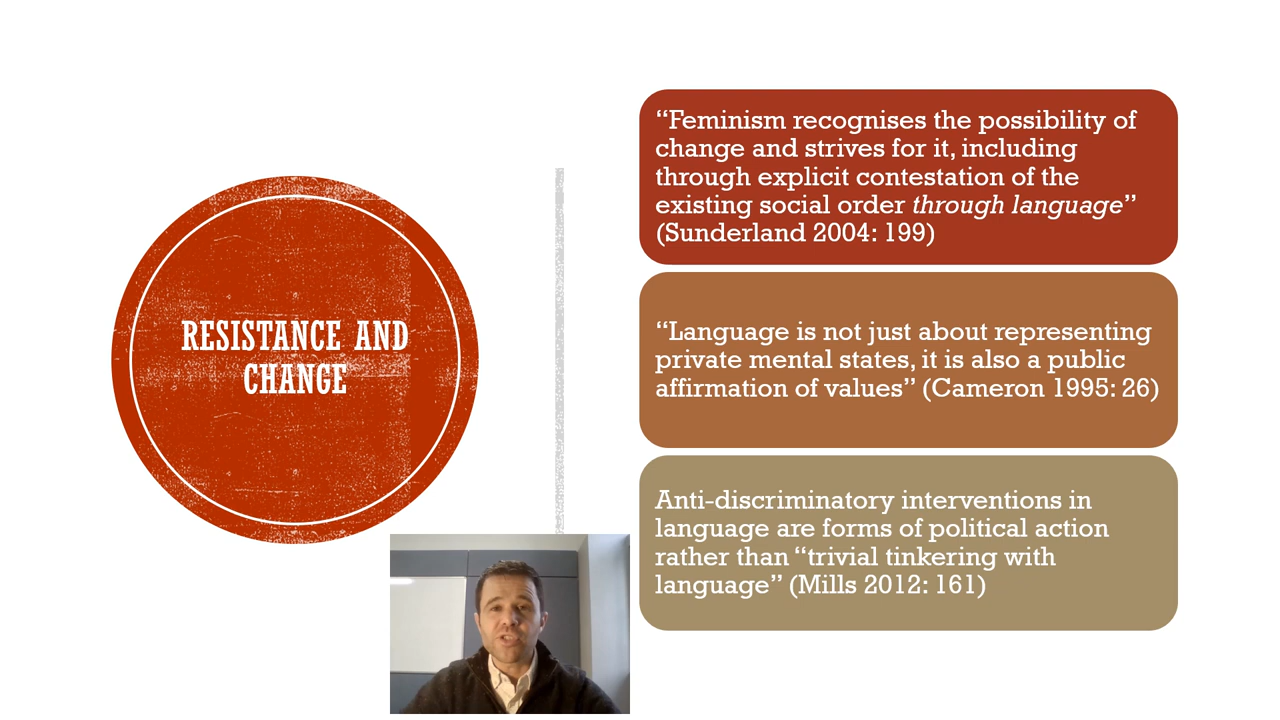 RESISTANCE AND
CHANGE
“Feminism recognises the possibility of
change and strives for it, including
through explicit contestation of the
existing social order through language”
(Sunderland 2004: 199)
“Language is not just about representing
private mental states, it is also a public
affirmation of values” (Cameron 1995: 26)
Anti-discriminatory interventions in
language are forms of political action
rather than “trivial tinkering with
language” (Mills 2012: 161)